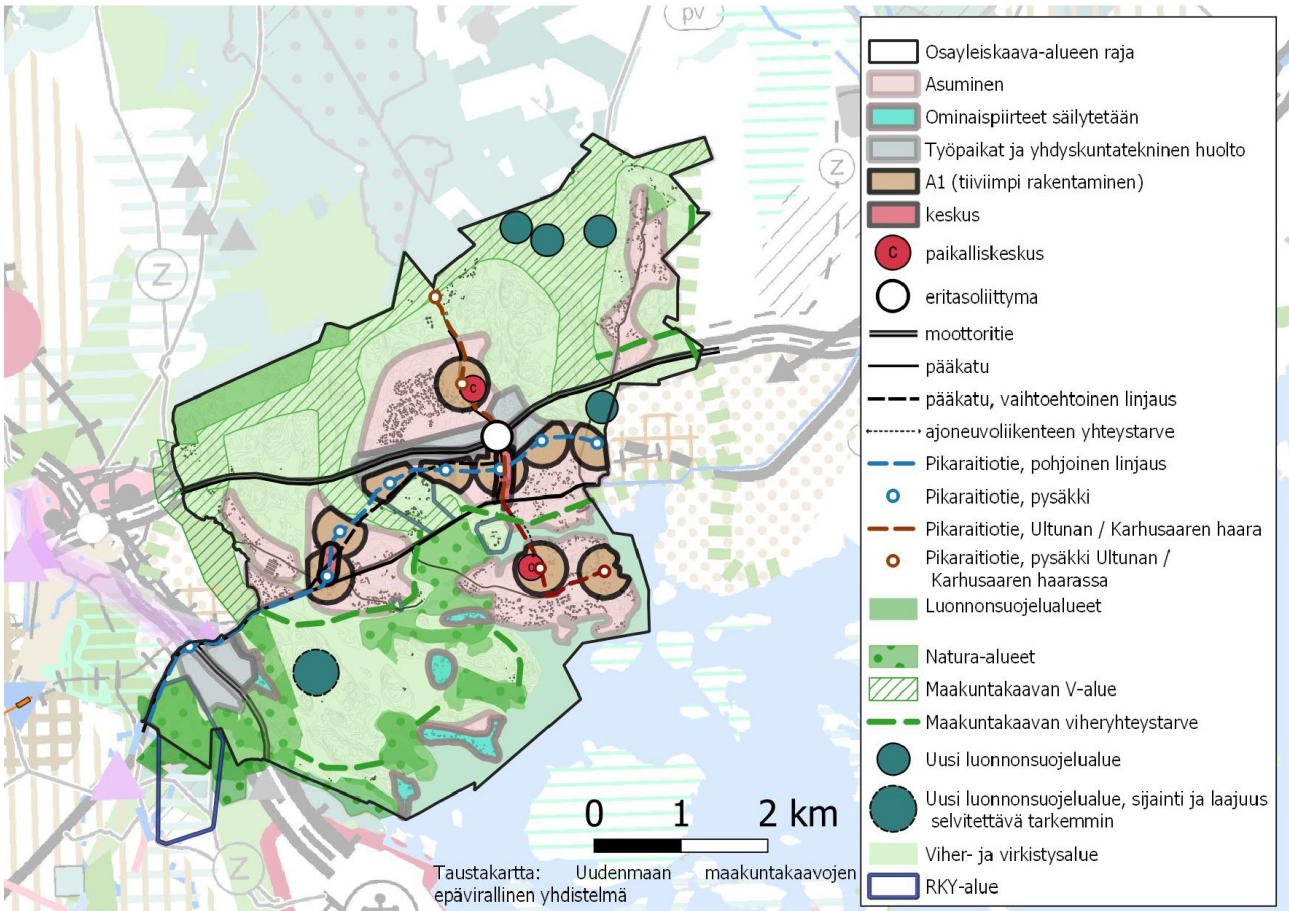 pv
Z
Z
Z
C
C
0 1 2 km
Taustakartta: Uudenmaan maakuntakaavojen
epävirallinen yhdistelmä
Osayleiskaava-alueen raja
Asuminen
Ominaispiirteet säilytetään
Työpaikat ja yhdyskuntatekninen huolto
A1 (tiiviimpi rakentaminen)
keskus
C paikalliskeskus
eritasoliittyma
moottoritie
pääkatu
pääkatu, vaihtoehtoinen linjaus
ajoneuvoliikenteen yhteystarve
Pikaraitiotie, pohjoinen linjaus
Pikaraitiotie, pysäkki
Pikaraitiotie, Ultunan / Karhusaaren haara
Pikaraitiotie, pysäkki Ultunan /
Karhusaaren haarassa
Luonnonsuojelualueet
Natura-alueet
Maakuntakaavan V-alue
Maakuntakaavan viheryhteystarve
Uusi luonnonsuojelualue
Uusi luonnonsuojelualue, sijainti ja laajuus
selvitettävä tarkemmin
Viher- ja virkistysalue
RKY-alue